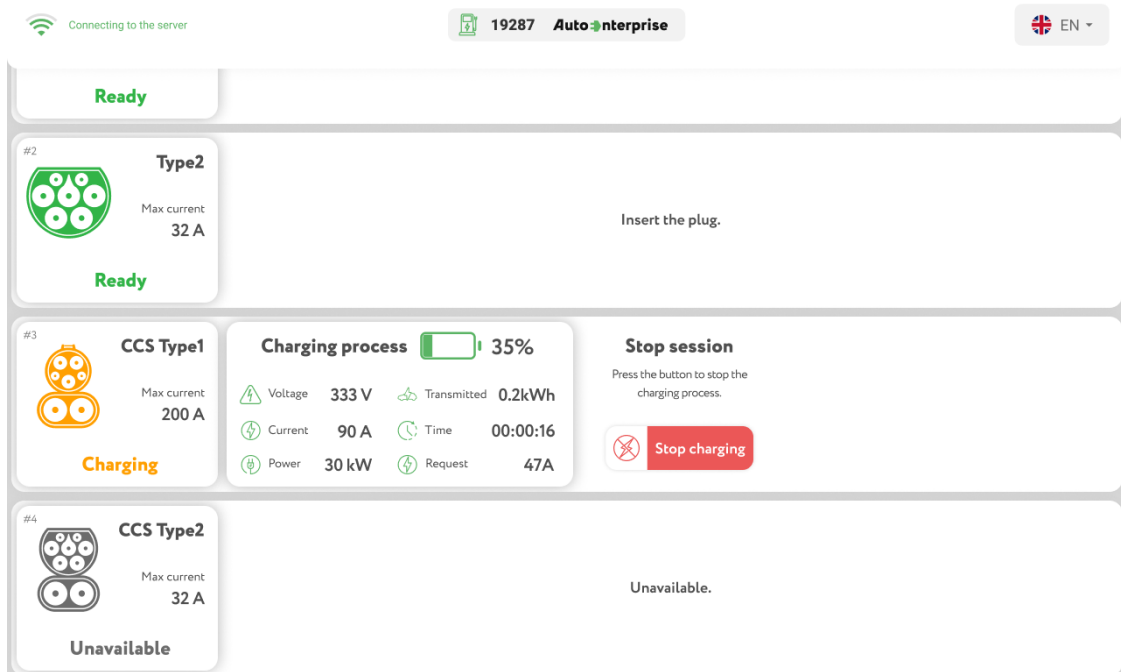 Connecting to the server
19287 AutoEnterprise
EN
Ready
#2
Type2
Max current
32 A
Ready
Insert the plug.
#3
CCS Type1
Max current
200 A
Charging
Charging process 35%
Voltage 333 V Transmitted 0.2kWh
Current 90 A Time 00:00:16
Power 30 kW Request 47A
Stop session
Press the button to stop the
charging process.
Stop charging
#4
CCS Type2
Max current
32 A
Unavailable
Unavailable.